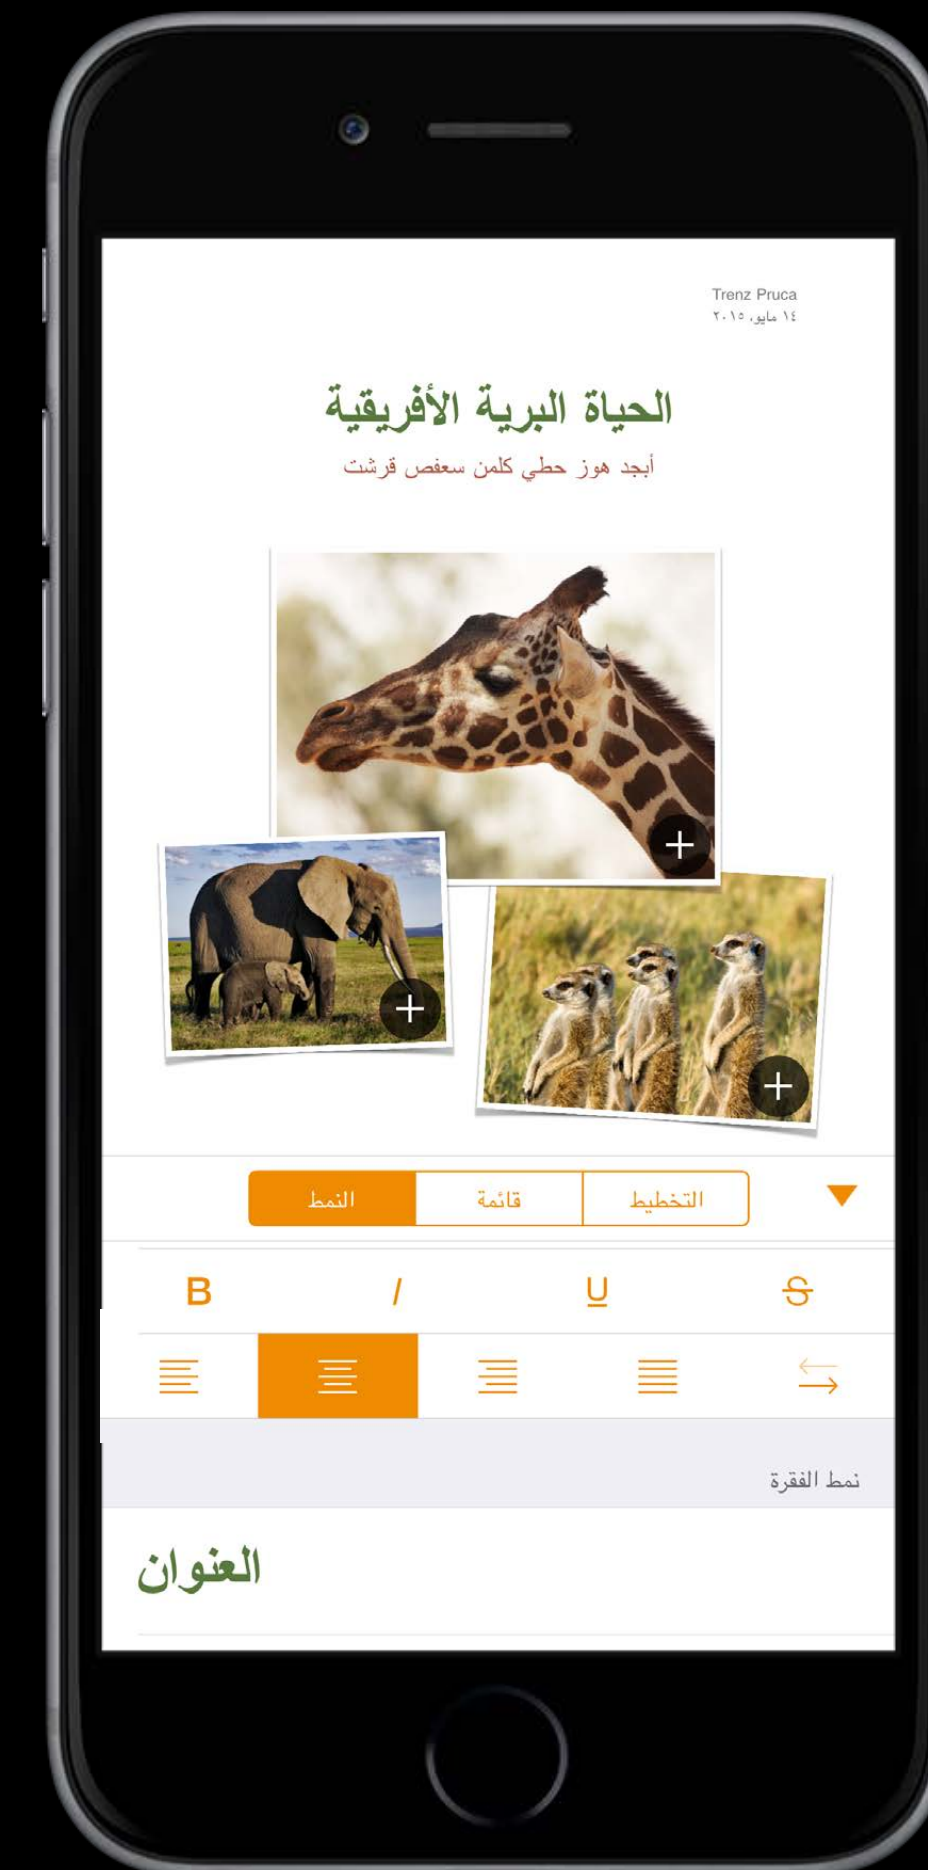 Trenz Pruca
١٤ مايو، ٢٠١٥
الحياة البرية الأفريقية
أبجد هوز حطي كلمن سعفص قرشت
التخطيط قائمة النمط
B I U S
نمط الفقرة
العنوان